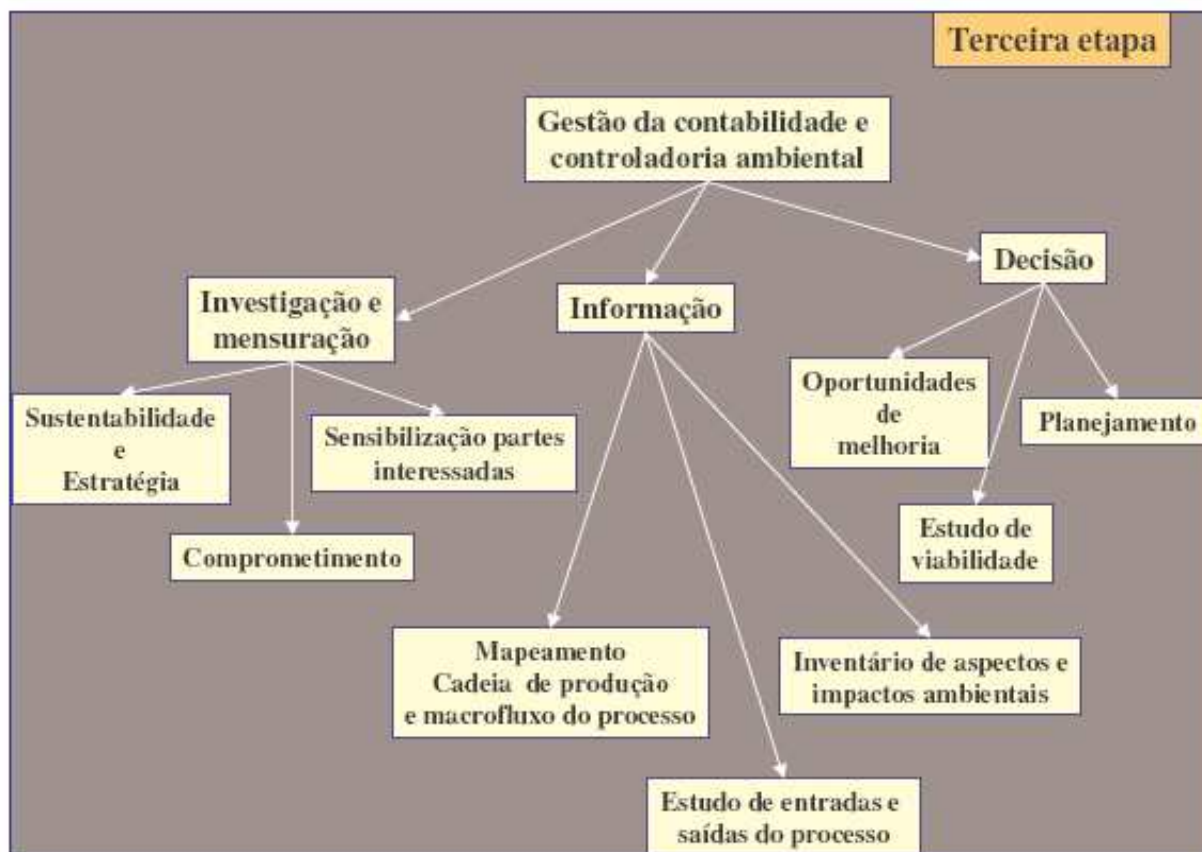 Terceira etapa
Gestão da contabilidade e
controladoria ambiental
Decisão
Investigação e
mensuração
Informação
Sustentabilidade
e
Estratégia
Sensibilização partes
interessadas
Comprometimento
Oportunidades
de
melhoria
Planejamento
Estudo de
viabilidade
Mapeamento
Cadeia de produção
e macrofluxo do processo
Inventário de aspectos e
impactos ambientais
Estudo de entradas e
saídas do processo